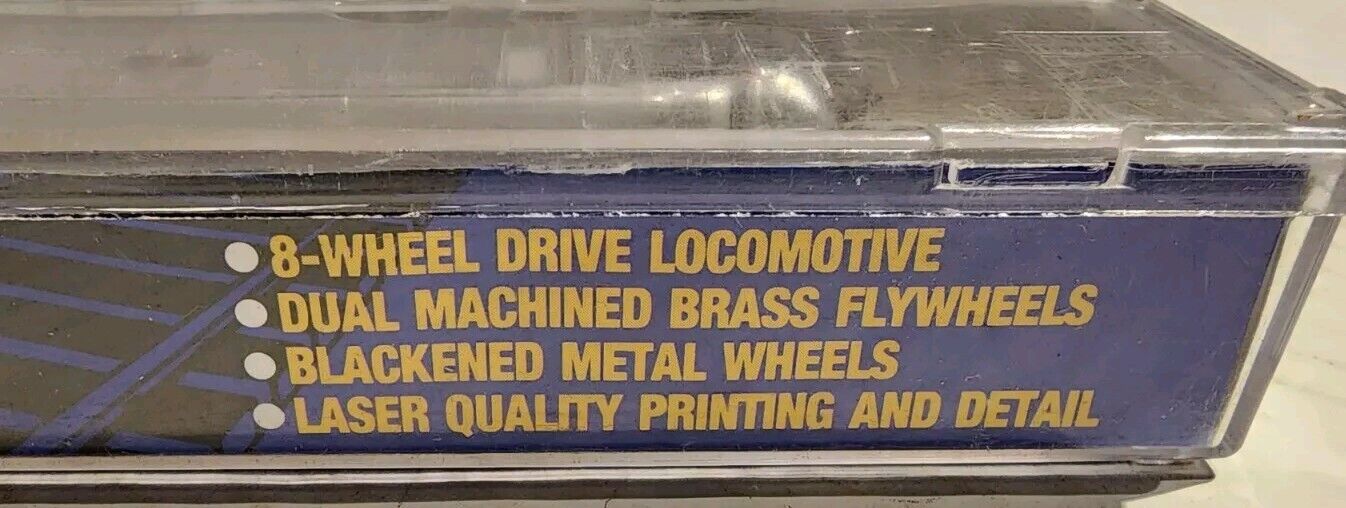 8-WHEEL DRIVE LOCOMOTIVE
DUAL MACHINED BRASS FLYWHEELS
BLACKENED METAL WHEELS
LASER QUALITY PRINTING AND DETAIL